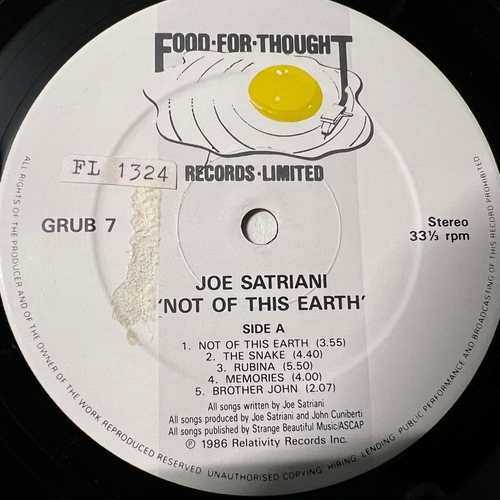 FOOD·FOR·THOUGHT
RECORDS·LIMITED
FL 1324
GRUB 7
Stereo
33⅓ rpm
JOE SATRIANI
'NOT OF THIS EARTH'
SIDE A
1. NOT OF THIS EARTH (3.55)
2. THE SNAKE (4.40)
3. RUBINA (5.50)
4. MEMORIES (4.00)
5. BROTHER JOHN (2.07)
All songs written by Joe Satriani
All songs produced by Joe Satriani and John Cuniberti
All songs published by Strange Beautiful Music/ASCAP
℗ 1986 Relativity Records Inc.
ALL RIGHTS OF THE PRODUCER AND OF THE OWNER OF THE WORK REPRODUCED RESERVED. UNAUTHORISED COPYING, HIRING, LENDING, PUBLIC PERFORMANCE AND BROADCASTING OF THIS RECORD PROHIBITED.